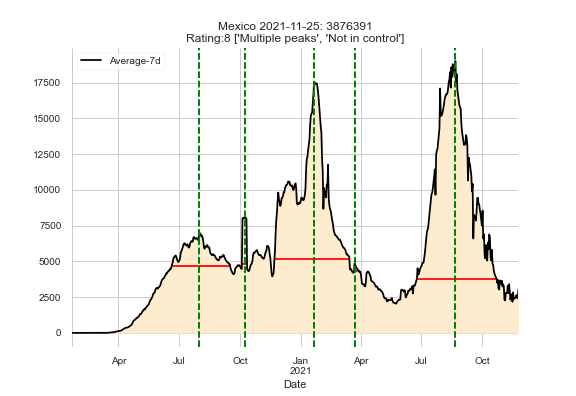 Mexico 2021-11-25: 3876391
Rating:8 ['Multiple peaks', 'Not in control']
Average-7d
17500
15000
12500
10000
7500
5000
2500
0
Apr
Jul
Oct
Jan
2021
Apr
Jul
Oct
Date